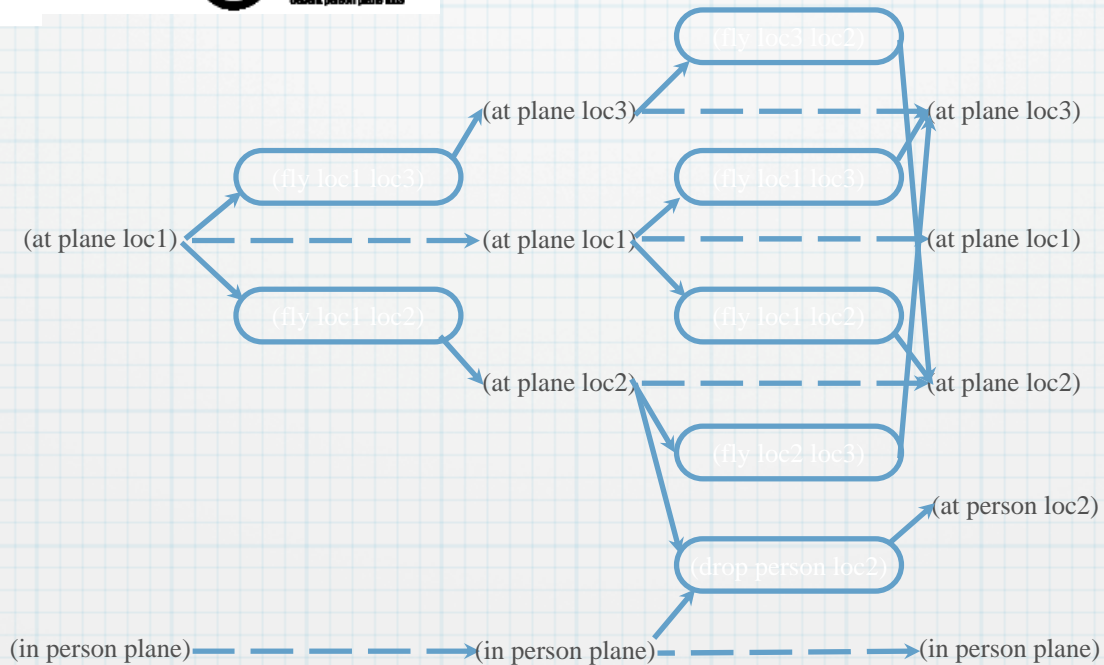 (fly loc3 loc2)
(at plane loc3)
(at plane loc3)
(fly loc1 loc3)
(fly loc1 loc3)
(at plane loc1)
(at plane loc1)
(at plane loc1)
(fly loc1 loc2)
(fly loc1 loc2)
(at plane loc2)
(at plane loc2)
(fly loc2 loc3)
(at person loc2)
(drop person loc2)
(in person plane)
(in person plane)
(in person plane)